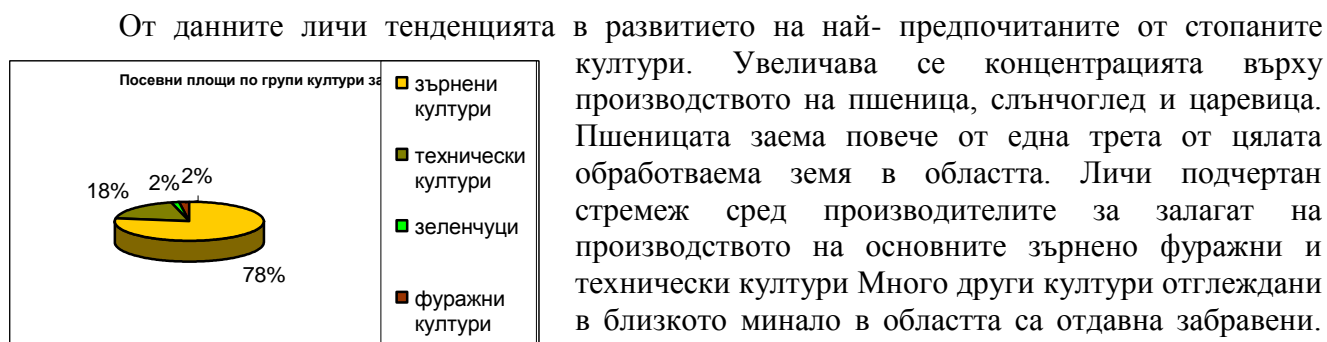 От данните личи тенденцията в развитието на най- предпочитаните от стопаните
култури. Увеличава се концентрацията върху
производството на пшеница, слънчоглед и царевица.
Пшеницата заема повече от една трета от цялата
обработваема земя в областта. Личи подчертан
стремеж сред производителите за залагат на
производството на основните зърнено фуражни и
технически култури Много други култури отглеждани
в близкото минало в областта са отдавна забравени.
Посевни площи по групи култури за
18%
2%
2%
78%
зърнени
култури
технически
култури
зеленчуци
фуражни
култури